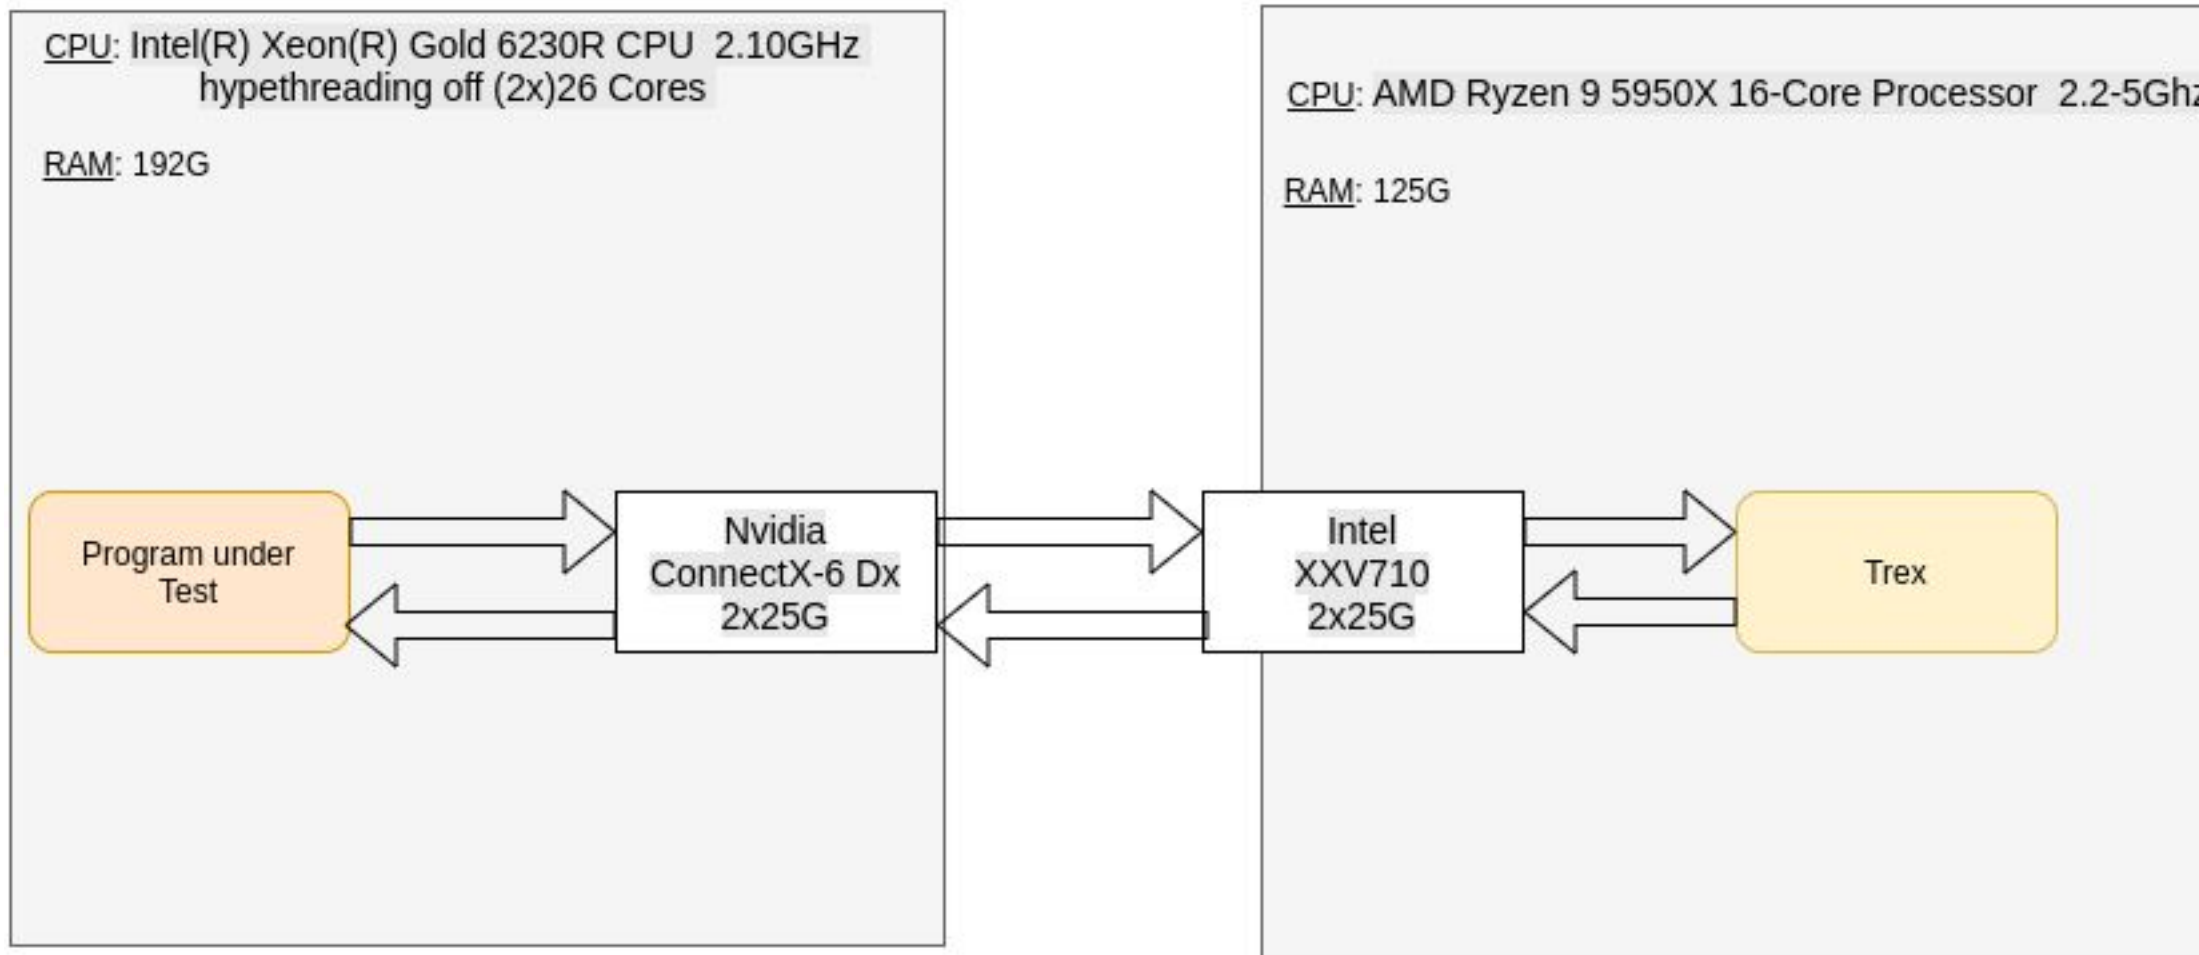 CPU: Intel(R) Xeon(R) Gold 6230R CPU  2.10GHz
hypethreading off (2x)26 Cores
RAM: 192G
CPU: AMD Ryzen 9 5950X 16-Core Processor  2.2-5Ghz
RAM: 125G
Program under
Test
Nvidia
ConnectX-6 Dx
2x25G
Intel
XXV710
2x25G
Trex